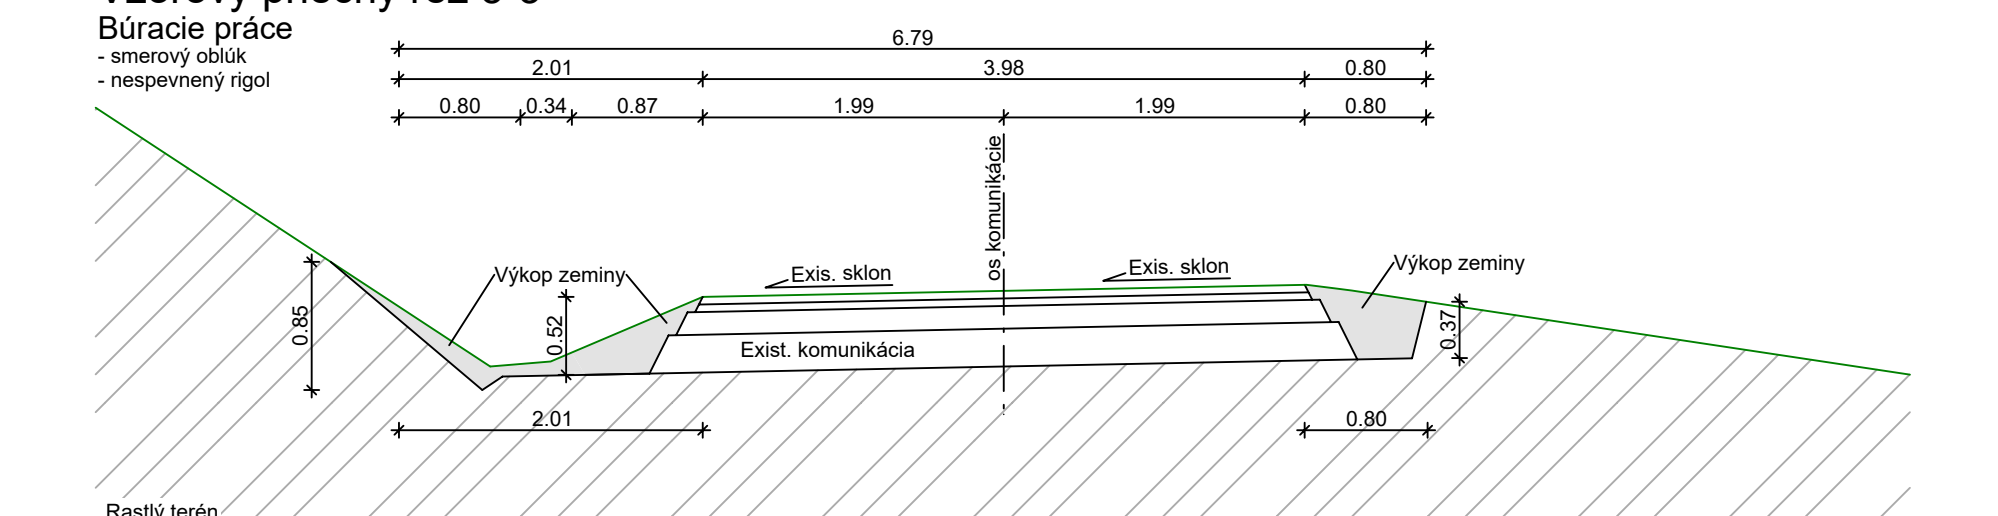 Búracie práce
- smerový oblúk
- nespevnený rigol
6.79
2.01
3.98
0.80
0.80
0.34
0.87
1.99
1.99
0.80
os komunikácie
Výkop zeminy
Exis. sklon
Exis. sklon
Výkop zeminy
0.85
0.52
0.37
Exist. komunikácia
2.01
0.80
Rastlý terén